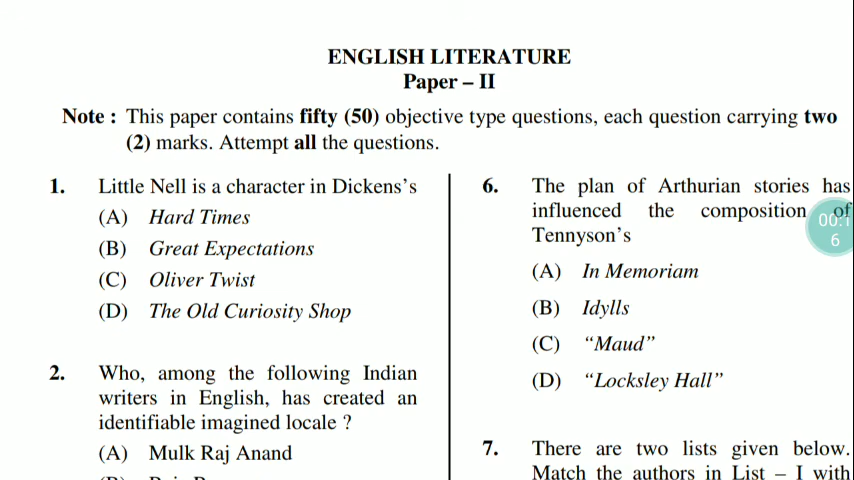 ENGLISH LITERATURE
Paper – II
Note : This paper contains fifty (50) objective type questions, each question carrying two
(2) marks. Attempt all the questions.
1. Little Nell is a character in Dickens’s
(A) Hard Times
(B) Great Expectations
(C) Oliver Twist
(D) The Old Curiosity Shop
2. Who, among the following Indian
writers in English, has created an
identifiable imagined locale ?
(A) Mulk Raj Anand
6. The plan of Arthurian stories has
influenced the composition of
Tennyson’s
(A) In Memoriam
(B) Idylls
(C) “Maud”
(D) “Locksley Hall”
7. There are two lists given below.
Match the authors in List – I with
00:1
6